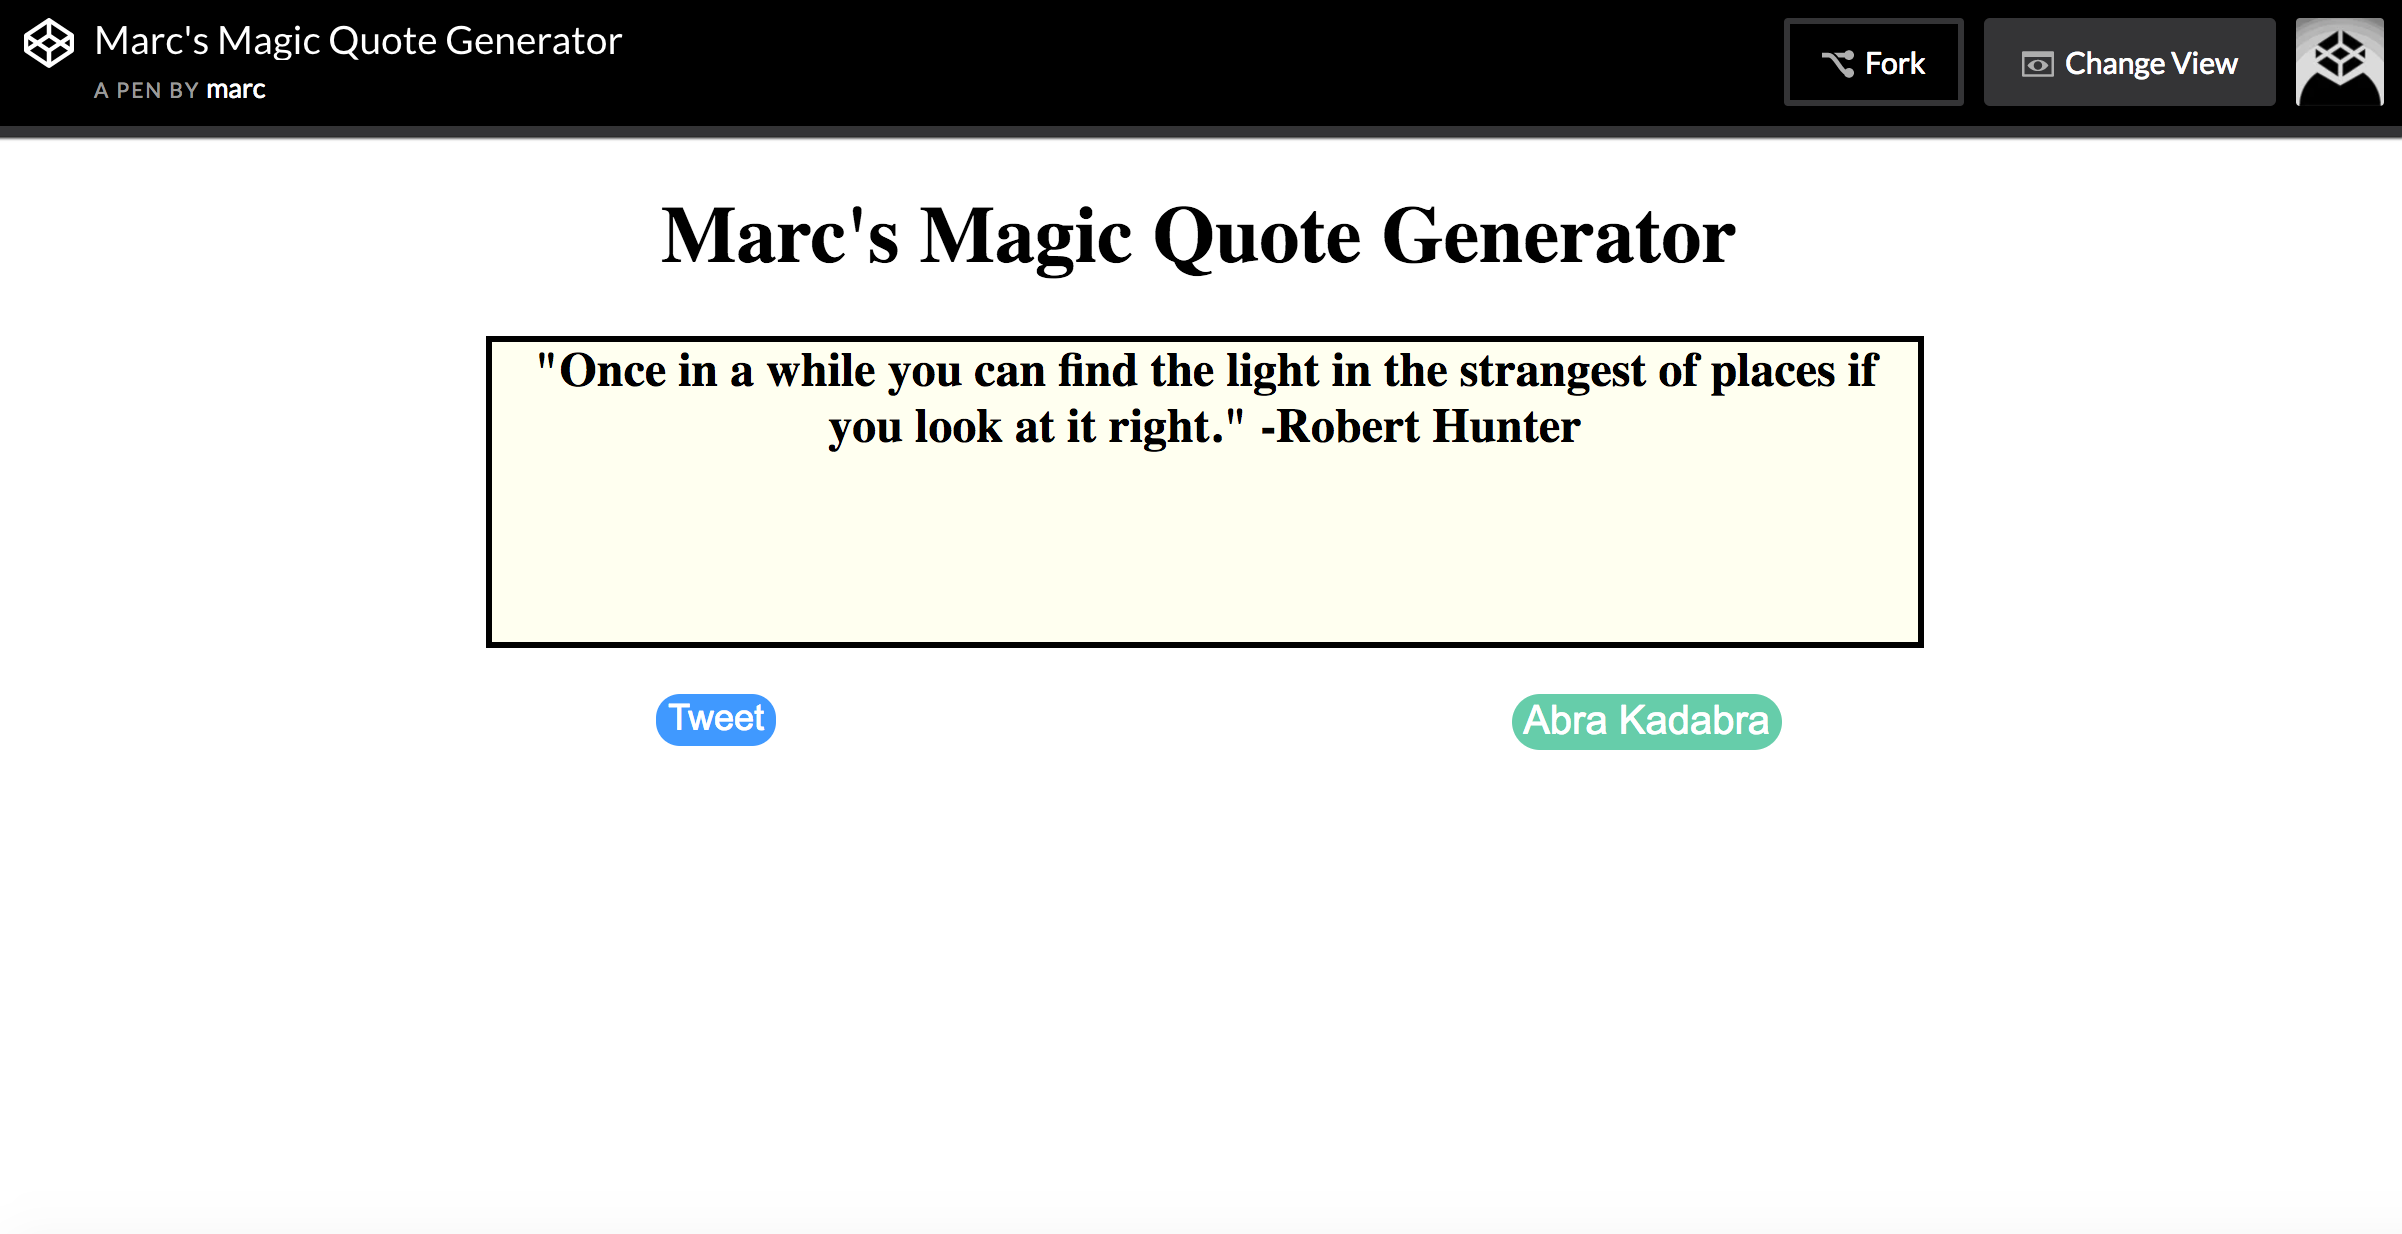 Marc's Magic Quote Generator
A PEN BY marc
Fork
Change View
Marc's Magic Quote Generator
"Once in a while you can find the light in the strangest of places if
you look at it right." -Robert Hunter
Tweet
Abra Kadabra